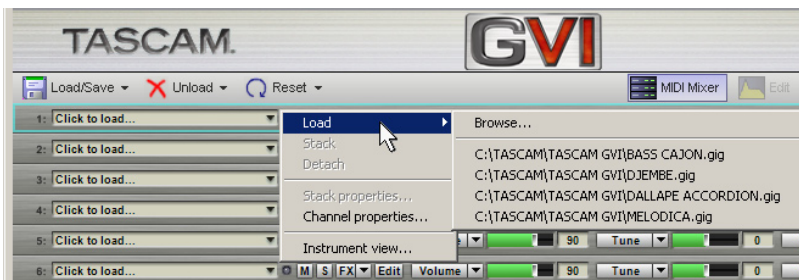 TASCAM. GVI
Load/Save Unload Reset MIDI Mixer Edit
1: Click to load...
2: Click to load...
3: Click to load...
4: Click to load...
5: Click to load... 90 Tune 0
6: Click to load... M S FX Edit Volume 90 Tune 0
Load
Stack
Detach
Stack properties...
Channel properties...
Instrument view...
Browse...
C:\TASCAM\TASCAM GVI\BASS CAJON.gig
C:\TASCAM\TASCAM GVI\DJEMBE.gig
C:\TASCAM\TASCAM GVI\DALLAPE ACCORDION.gig
C:\TASCAM\TASCAM GVI\MELODICA.gig